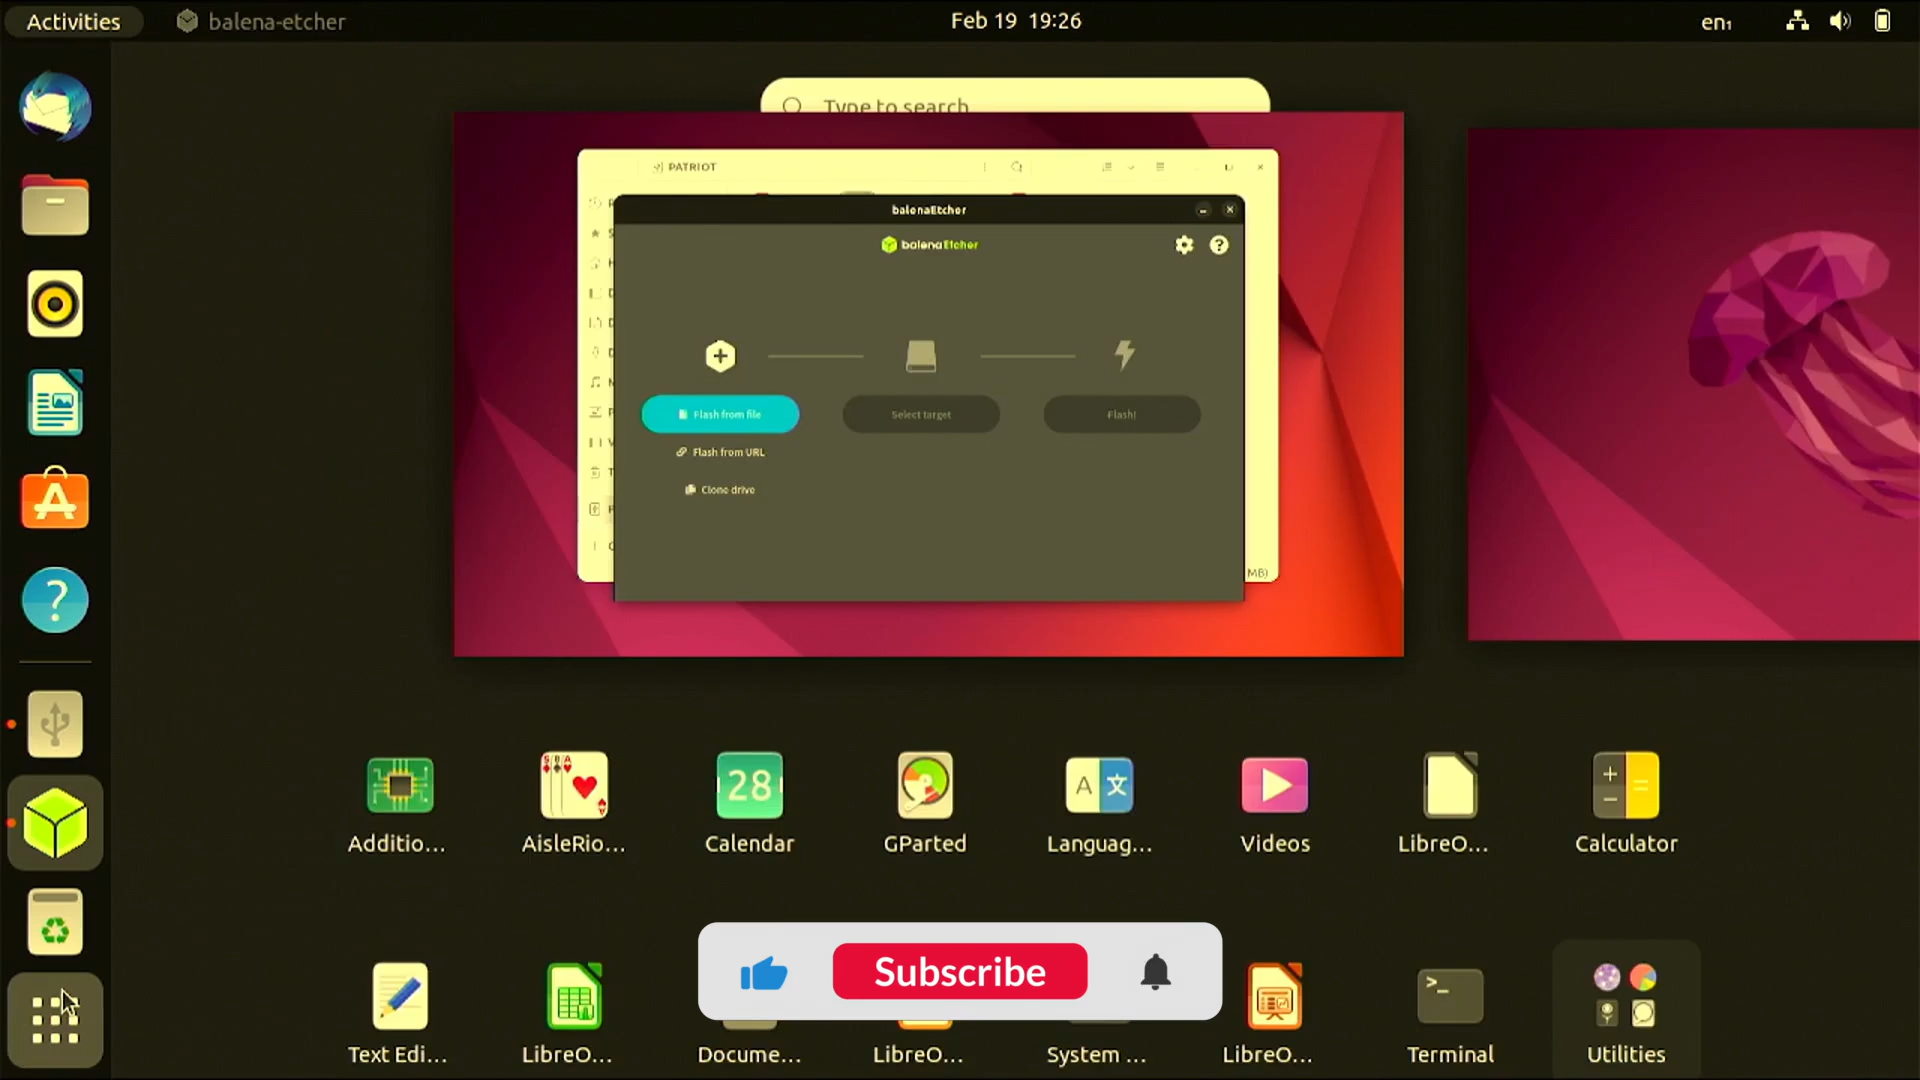 Activities
balena-etcher
Feb 19 19:26
en₁
Type to search
PATRIOT
balenaEtcher
balenaEtcher
Flash from file
Select target
Flash!
Flash from URL
Clone drive
MB)
28
Additio...
AisleRio...
Calendar
GParted
Languag...
Videos
LibreO...
Calculator
Subscribe
Text Edi...
LibreO...
Docume...
LibreO...
System ...
LibreO...
Terminal
Utilities